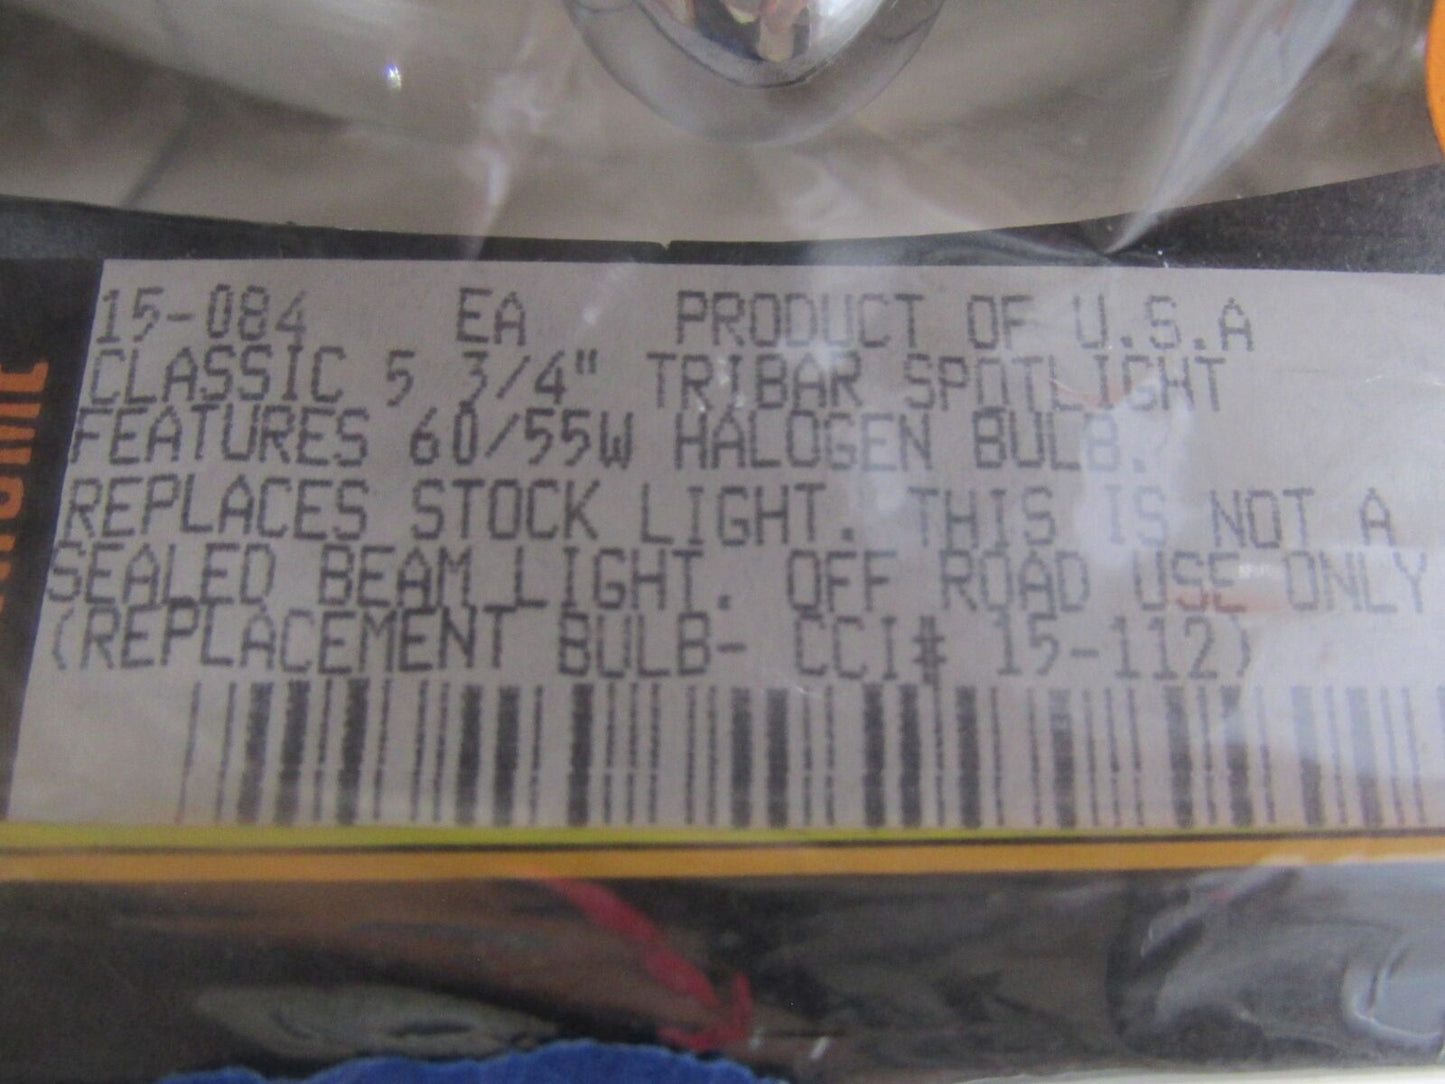 15-084 EA PRODUCT OF U.S.A
CLASSIC 5 3/4" TRIBAR SPOTLIGHT
FEATURES 60/55W HALOGEN BULB.
REPLACES STOCK LIGHT. THIS IS NOT A
SEALED BEAM LIGHT. OFF ROAD USE ONLY
(REPLACEMENT BULB- CCI# 15-112)